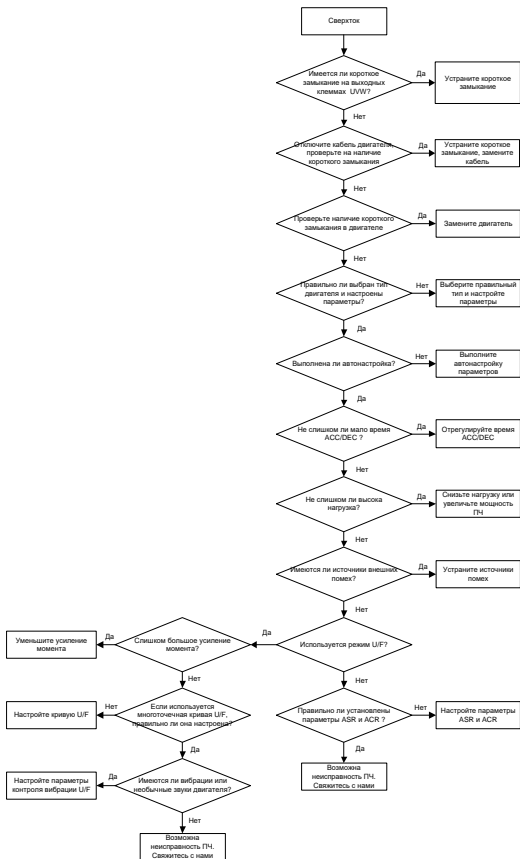 Сверхток
Имеется ли короткое
замыкание на выходных
клеммах UVW?
Да
Устраните короткое
замыкание
Нет
Отключите кабель двигателя,
проверьте на наличие
короткого замыкания
Да
Устраните короткое
замыкание, замените
кабель
Нет
Проверьте наличие короткого
замыкания в двигателе
Да
Замените двигатель
Нет
Правильно ли выбран тип
двигателя и настроены
параметры?
Нет
Выберите правильный
тип и настройте
параметры
Да
Выполнена ли автонастройка?
Нет
Выполните
автонастройку
параметров
Да
Не слишком ли мало время
ACC/DEC ?
Да
Отрегулируйте время
ACC/DEC
Нет
Не слишком ли высока
нагрузка?
Да
Снизьте нагрузку или
увеличьте мощность
ПЧ
Нет
Имеются ли источники внешних
помех?
Да
Устраните источники
помех
Нет
Используется режим U/F?
Да
Слишком большое усиление
момента?
Да
Уменьшите усиление
момента
Нет
Нет
Если используется
многоточечная кривая U/F,
правильно ли она настроена?
Нет
Настройте кривую U/F
Правильно ли установлены
параметры ASR и ACR ?
Нет
Настройте параметры
ASR и ACR
Да
Да
Имеются ли вибрации или
необычные звуки двигателя?
Да
Настройте параметры
контроля вибрации U/F
Возможна
неисправность ПЧ.
Свяжитесь с нами
Нет
Возможна
неисправность ПЧ.
Свяжитесь с нами